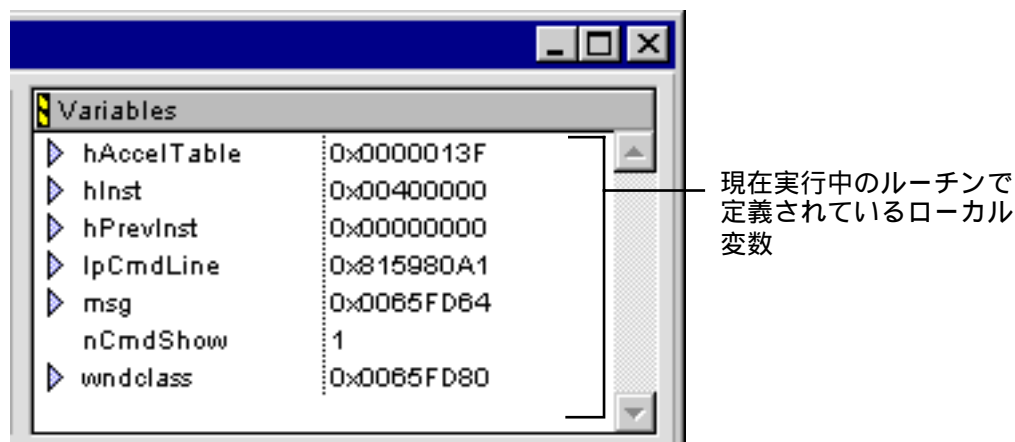 Variables
hAccelTable 0x0000013F
hInst 0x00400000
hPrevInst 0x00000000
lpCmdLine 0x815980A1
msg 0x0065FD64
nCmdShow 1
wndclass 0x0065FD80
現在実行中のルーチンで
定義されているローカル
変数